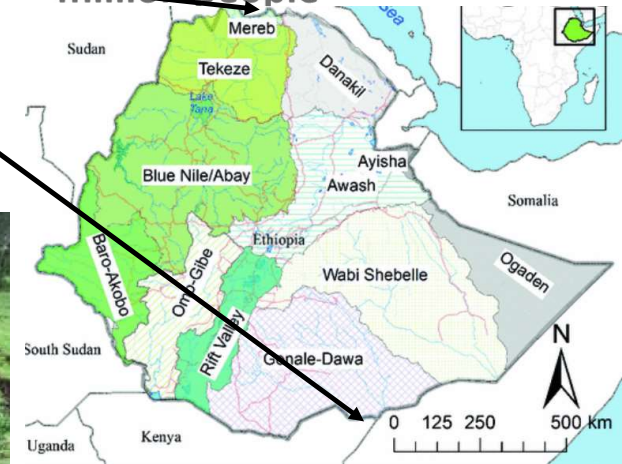 Sea
Sudan
Mereb
Tekeze
Danakil
Lake
Tana
Ayisha
Blue Nile/Abay
Awash
Somalia
Ethiopia
Baro-Akobo
Omo-Gibe
Wabi Shebelle
Ogaden
Rift Valley
South Sudan
Genale-Dawa
N
0 125 250 500 km
Uganda
Kenya